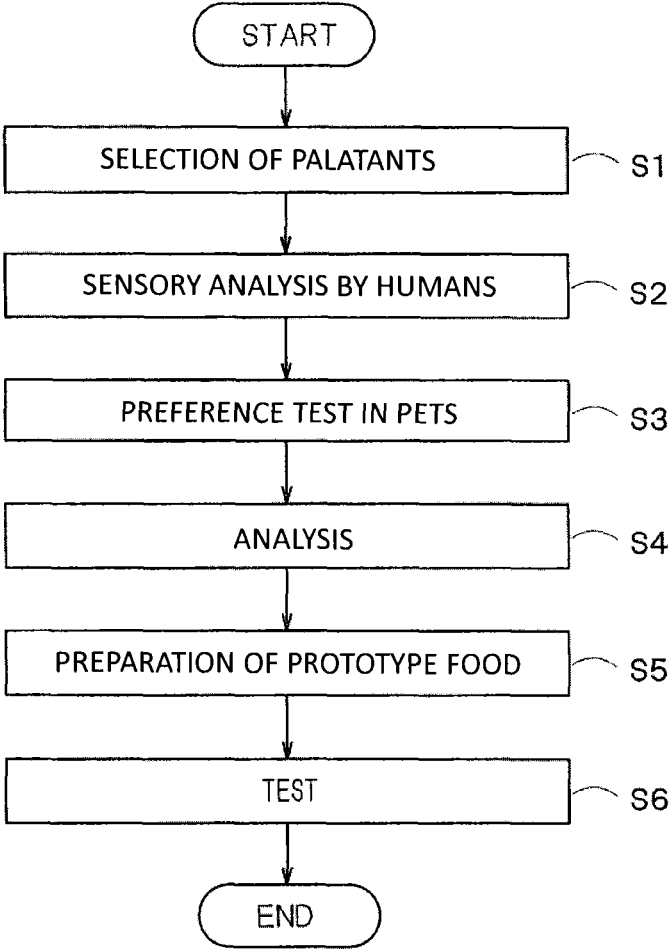 START
SELECTION OF PALATANTS S1
SENSORY ANALYSIS BY HUMANS S2
PREFERENCE TEST IN PETS S3
ANALYSIS S4
PREPARATION OF PROTOTYPE FOOD S5
TEST S6
END